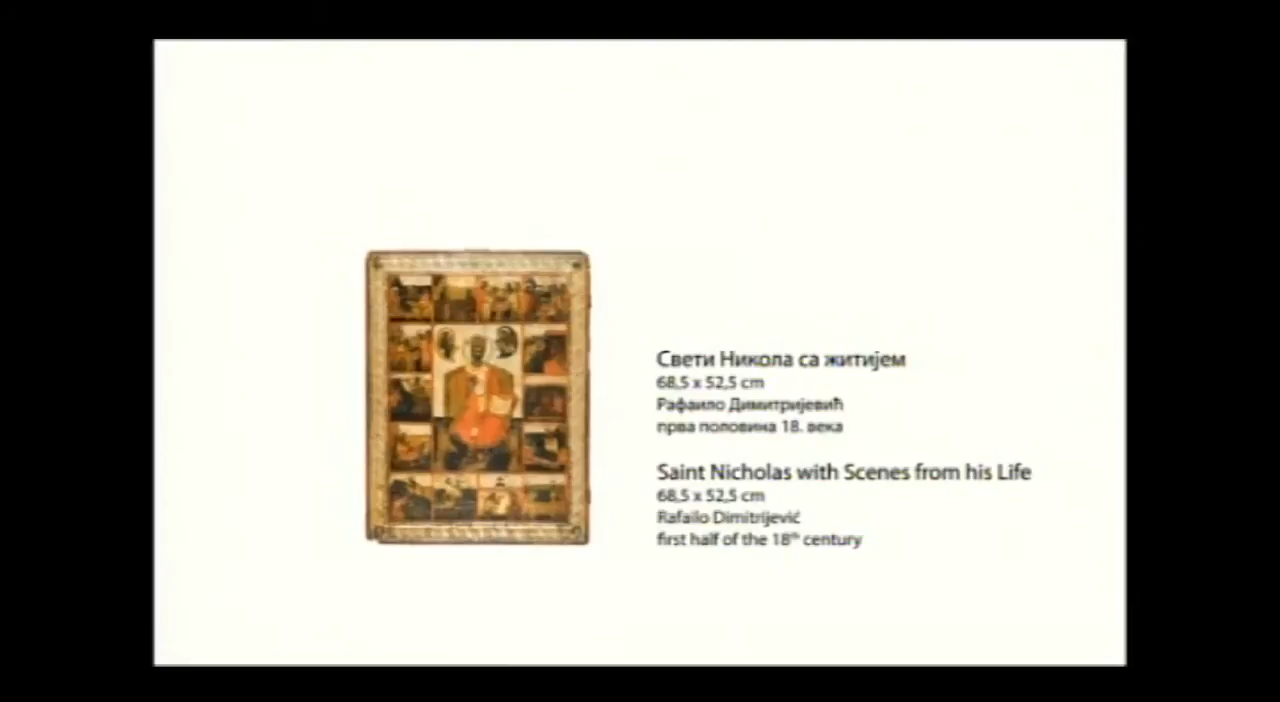 Свети Никола са житијем
68,5 x 52,5 cm
Рафаило Димитријевић
прва половина 18. века
Saint Nicholas with Scenes from his Life
68,5 x 52,5 cm
Rafailo Dimitrijević
first half of the 18th century